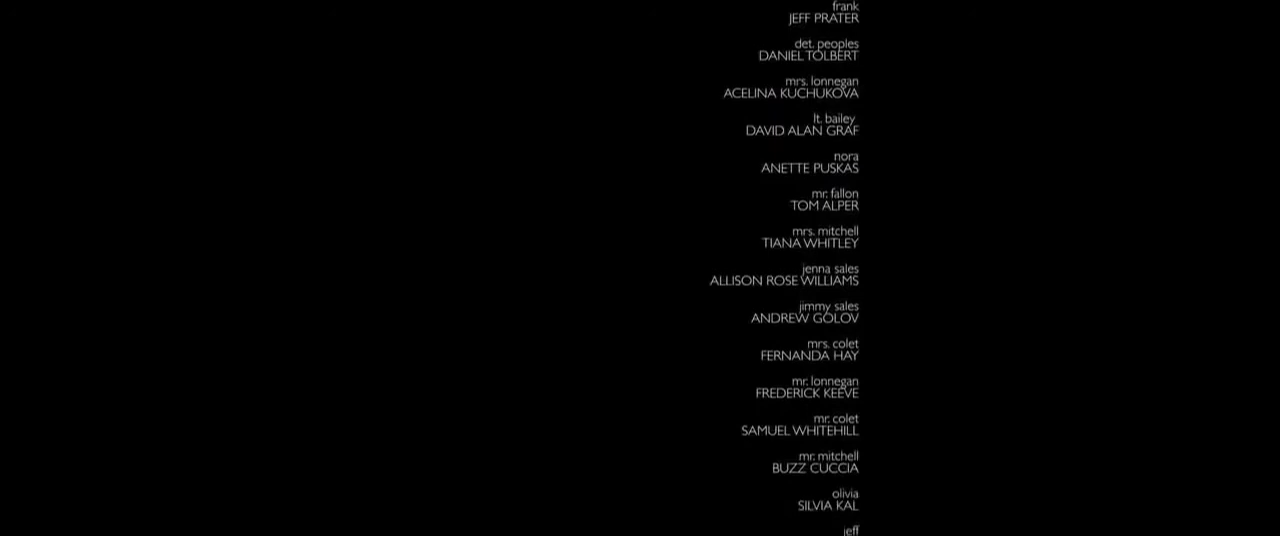 frank
JEFF PRATER
det. peoples
DANIEL TOLBERT
mrs. lonnegan
ACELINA KUCHUKOVA
lt. bailey
DAVID ALAN GRAF
nora
ANETTE PUSKAS
mr. fallon
TOM ALPER
mrs. mitchell
TIANA WHITLEY
jenna sales
ALLISON ROSE WILLIAMS
jimmy sales
ANDREW GOLOV
mrs. colet
FERNANDA HAY
mr. lonnegan
FREDERICK KEEVE
mr. colet
SAMUEL WHITEHILL
mr. mitchell
BUZZ CUCCIA
olivia
SILVIA KAL
jeff